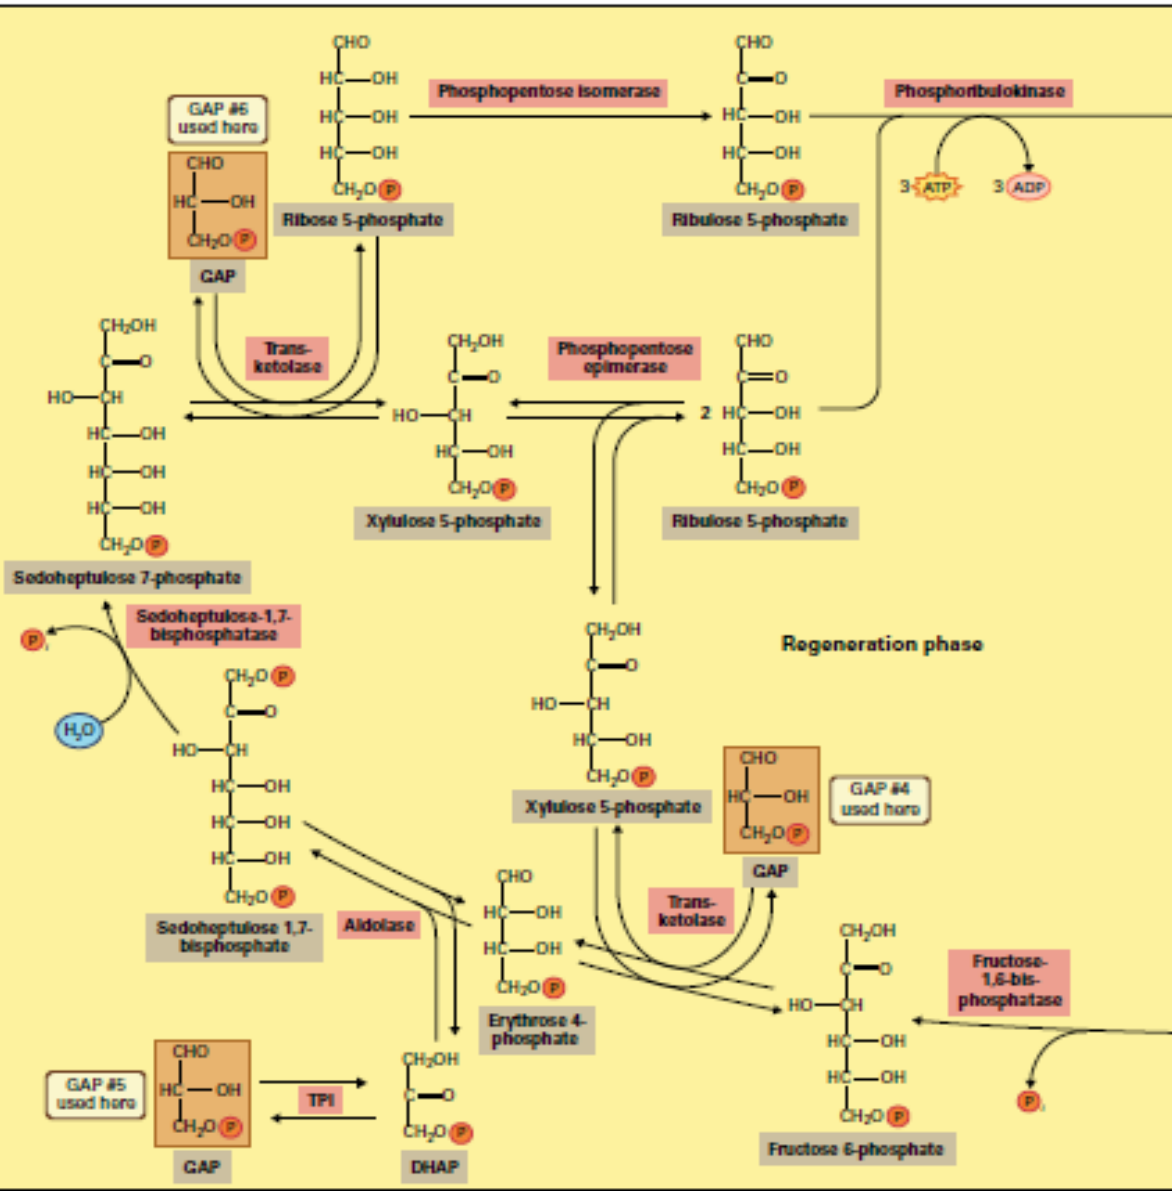 CHO
HC—OH
HC—OH
HC—OH
CH₂O P
Ribose 5-phosphate
Phosphopentose isomerase
CHO
C—O
HC—OH
HC—OH
CH₂O P
Ribulose 5-phosphate
Phosphoribulokinase
3 ATP
3 ADP
GAP #6
used here
CHO
HC—OH
CH₂O P
GAP
Trans-
ketolase
CH₂OH
C—O
HO—CH
HC—OH
HC—OH
HC—OH
CH₂O P
Sedoheptulose 7-phosphate
CH₂OH
C—O
HO—CH
HC—OH
CH₂O P
Xylulose 5-phosphate
Phosphopentose
epimerase
CHO
C=O
2 HC—OH
HC—OH
CH₂O P
Ribulose 5-phosphate
Sedoheptulose-1,7-
bisphosphatase
Pᵢ
H₂O
CH₂O P
C—O
HO—CH
HC—OH
HC—OH
HC—OH
CH₂O P
Sedoheptulose 1,7-
bisphosphate
CH₂OH
C—O
HO—CH
HC—OH
CH₂O P
Xylulose 5-phosphate
Regeneration phase
CHO
HC—OH
CH₂O P
GAP
GAP #4
used here
Trans-
ketolase
Aldolase
CHO
HC—OH
HC—OH
CH₂O P
Erythrose 4-
phosphate
CH₂OH
C—O
HO—CH
HC—OH
HC—OH
CH₂O P
Fructose 6-phosphate
Fructose-
1,6-bis-
phosphatase
Pᵢ
GAP #5
used here
CHO
HC—OH
CH₂O P
GAP
TPI
CH₂OH
C—O
CH₂O P
DHAP